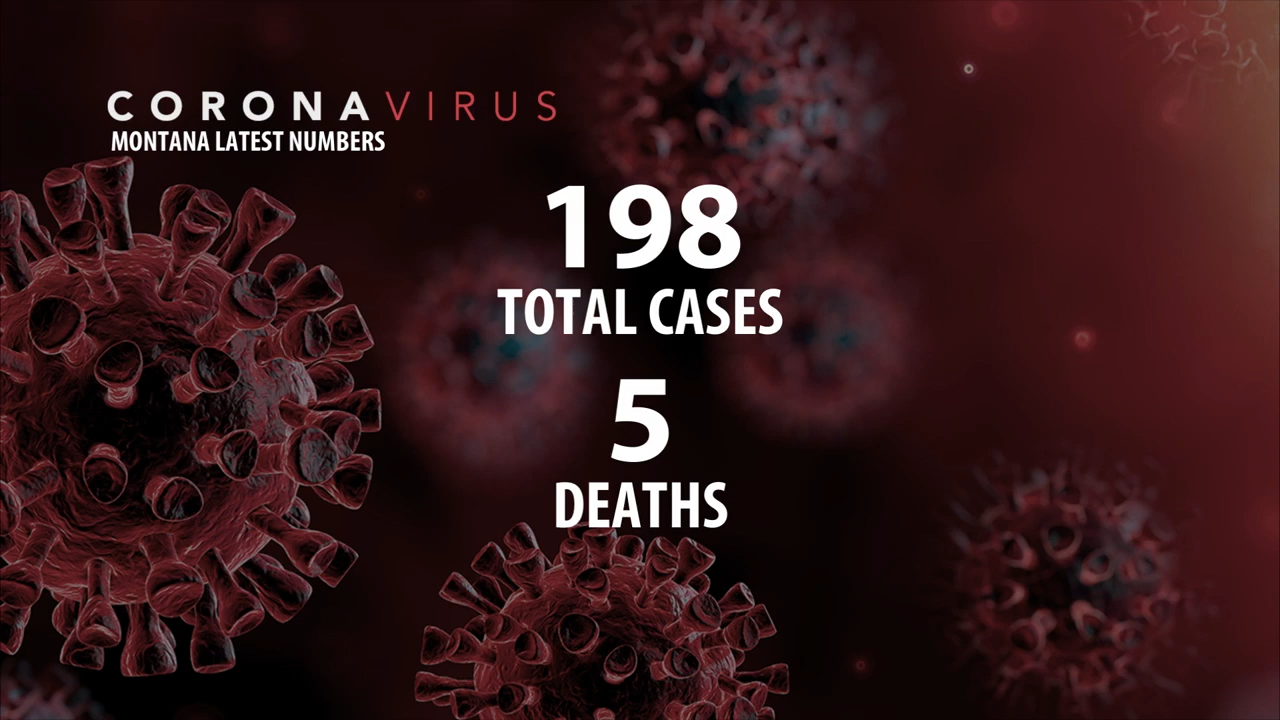 CORONAVIRUS
MONTANA LATEST NUMBERS
198
TOTAL CASES
5
DEATHS